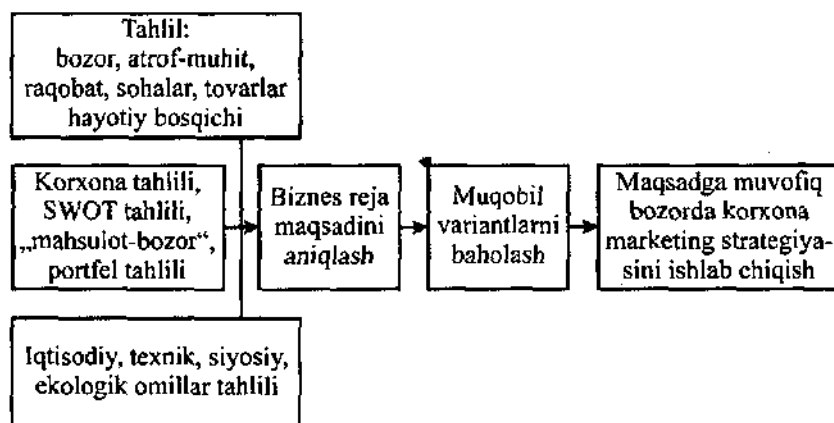 Tahlil:
bozor, atrof-muhit,
raqobat, sohalar, tovarlar
hayotiy bosqichi
Korxona tahlili,
SWOT tahlili,
„mahsulot-bozor“,
portfel tahlili
Biznes reja
maqsadini
aniqlash
Muqobil
variantlarni
baholash
Maqsadga muvofiq
bozorda korxona
marketing strategiya-
sini ishlab chiqish
Iqtisodiy, texnik, siyosiy,
ekologik omillar tahlili